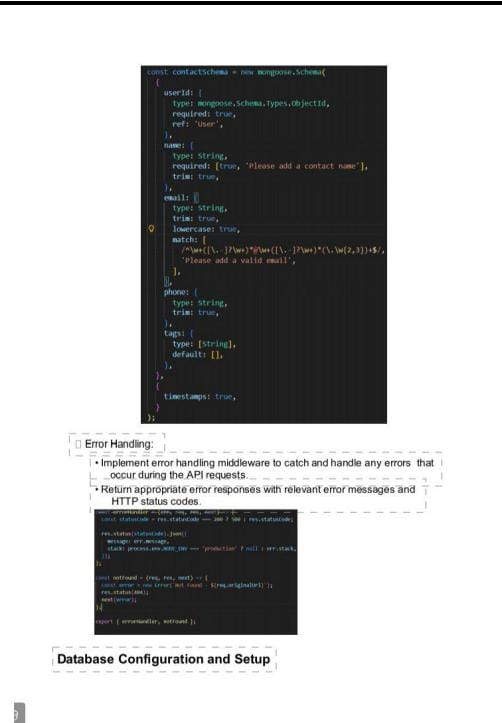 const contactSchema = new mongoose.Schema(
{
userId: {
type: mongoose.Schema.Types.ObjectId,
required: true,
ref: 'User',
},
name: {
type: String,
required: [true, 'Please add a contact name'],
trim: true,
},
email: {
type: String,
trim: true,
lowercase: true,
match: [
/^\w+([\.-]?\w+)*@\w+([\.-]?\w+)*(\.\w{2,3})+$/,
'Please add a valid email',
],
},
phone: {
type: String,
trim: true,
},
tags: {
type: [String],
default: [],
},
},
{
timestamps: true,
}
);
Error Handling:
• Implement error handling middleware to catch and handle any errors that
occur during the API requests.
• Return appropriate error responses with relevant error messages and
HTTP status codes.
const errorHandler = (err, req, res, next) => {
const statusCode = res.statusCode === 200 ? 500 : res.statusCode;
res.status(statusCode).json({
message: err.message,
stack: process.env.NODE_ENV === 'production' ? null : err.stack,
});
};
const notFound = (req, res, next) => {
const error = new Error(`Not Found - ${req.originalUrl}`);
res.status(404);
next(error);
};
export { errorHandler, notFound };
Database Configuration and Setup